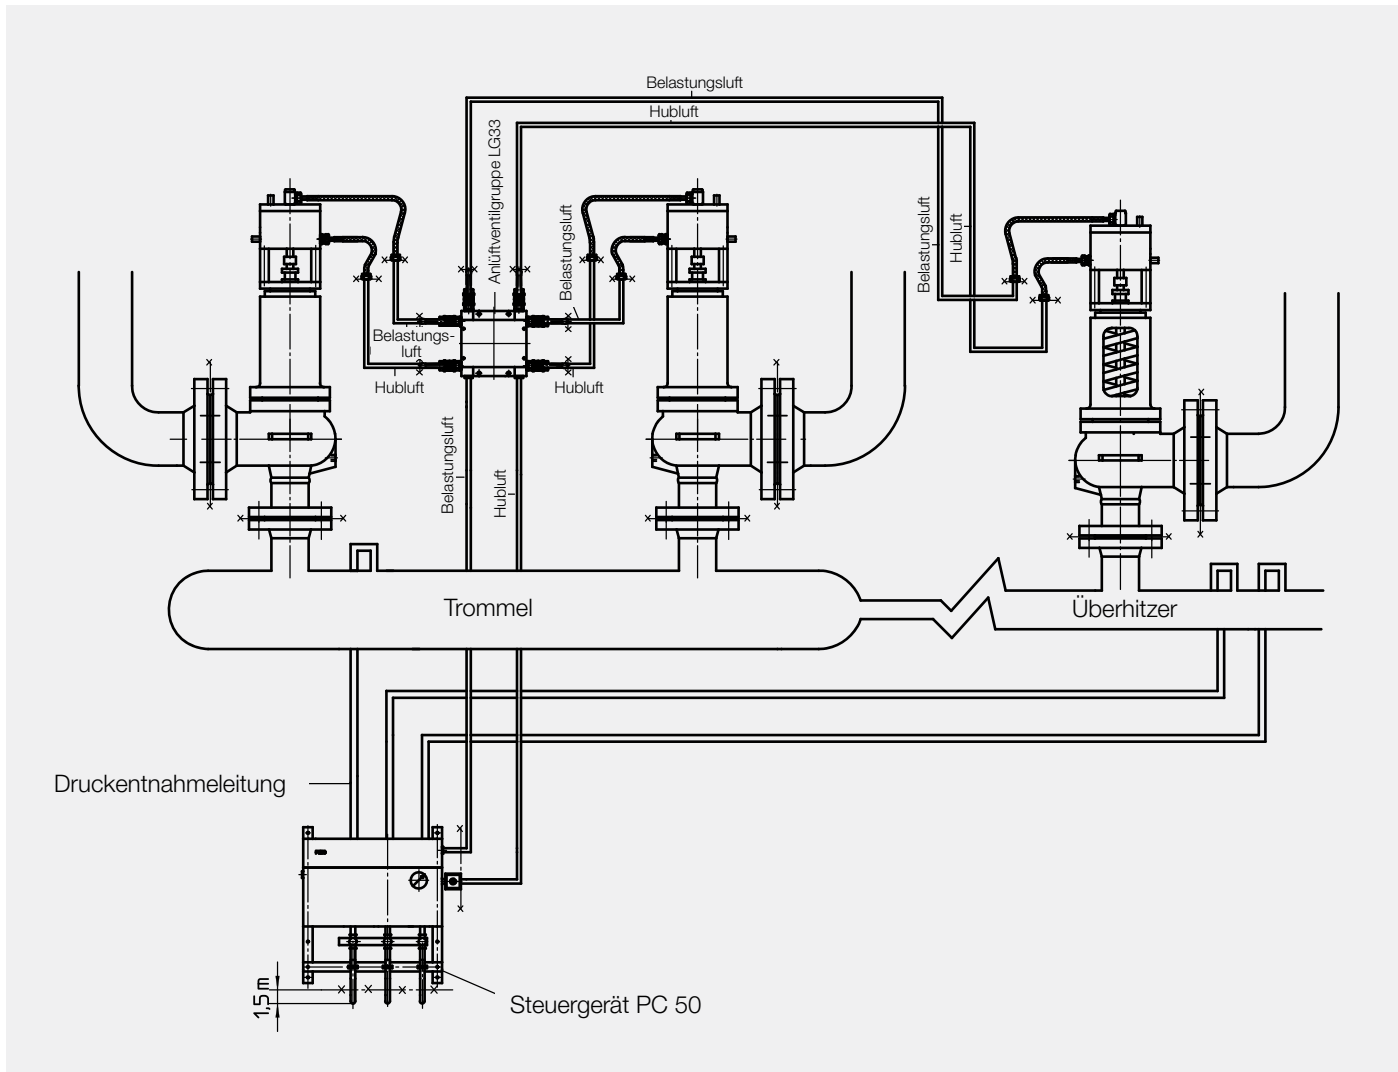 Belastungsluft
Hubluft
Anlüftventilgruppe LG33
Belastungsluft
Belastungsluft
Hubluft
Belastungs-
luft
Hubluft
Hubluft
Belastungsluft
Hubluft
Trommel
Überhitzer
Druckentnahmeleitung
1,5 m
Steuergerät PC 50